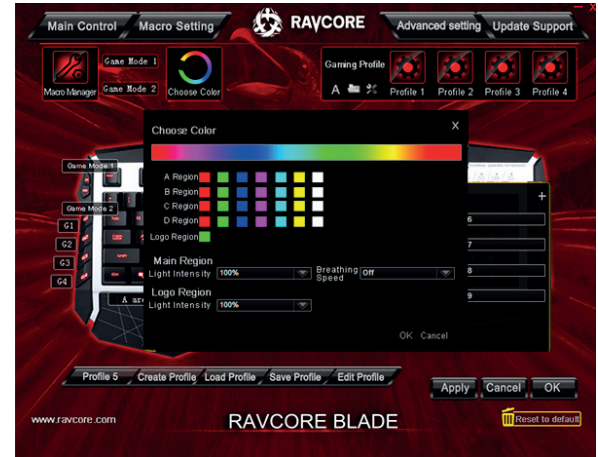 Main Control
Macro Setting
RAVCORE
Advanced setting
Update Support
X
Macro Manager
Game Mode 1
Game Mode 2
Choose Color
Gaming Profile
A
Profile 1
Profile 2
Profile 3
Profile 4
Choose Color
X
A Region
B Region
C Region
D Region
Logo Region
Main Region
Light Intensity 100%
Breathing Speed Off
Logo Region
Light Intensity 100%
OK Cancel
Game Mode 1
Game Mode 2
G1
G2
G3
G4
A ar
+
6
7
8
9
Profile 5
Create Profile
Load Profile
Save Profile
Edit Profile
Apply
Cancel
OK
www.ravcore.com
RAVCORE BLADE
Reset to default